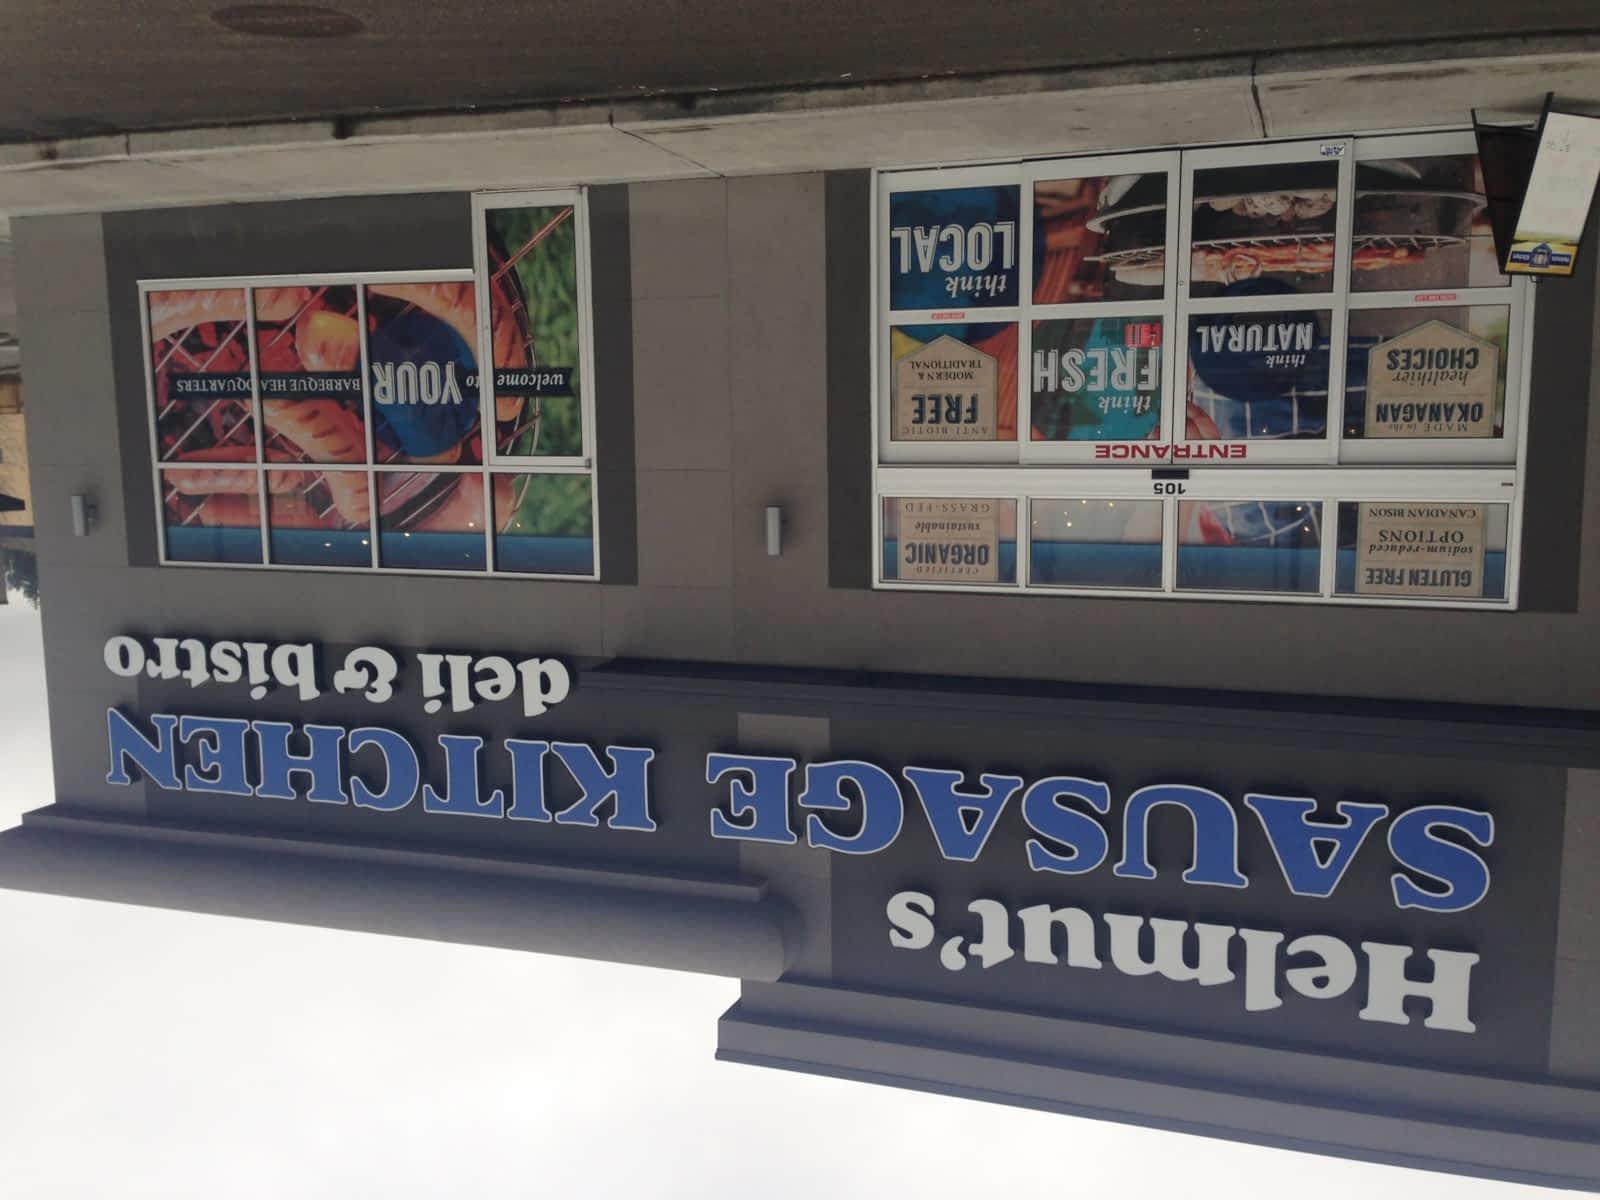 Helmut's
SAUSAGE KITCHEN
deli & bistro
GLUTEN FREE
sodium-reduced
OPTIONS
CANADIAN BISON
CERTIFIED
ORGANIC
sustainable
GRASS-FED
105
ENTRANCE
MADE in the
OKANAGAN
healthier
CHOICES
think
NATURAL
think
FRESH
ANTI-BIOTIC
FREE
MODERN &
TRADITIONAL
think
LOCAL
welcome to YOUR BARBEQUE HEADQUARTERS